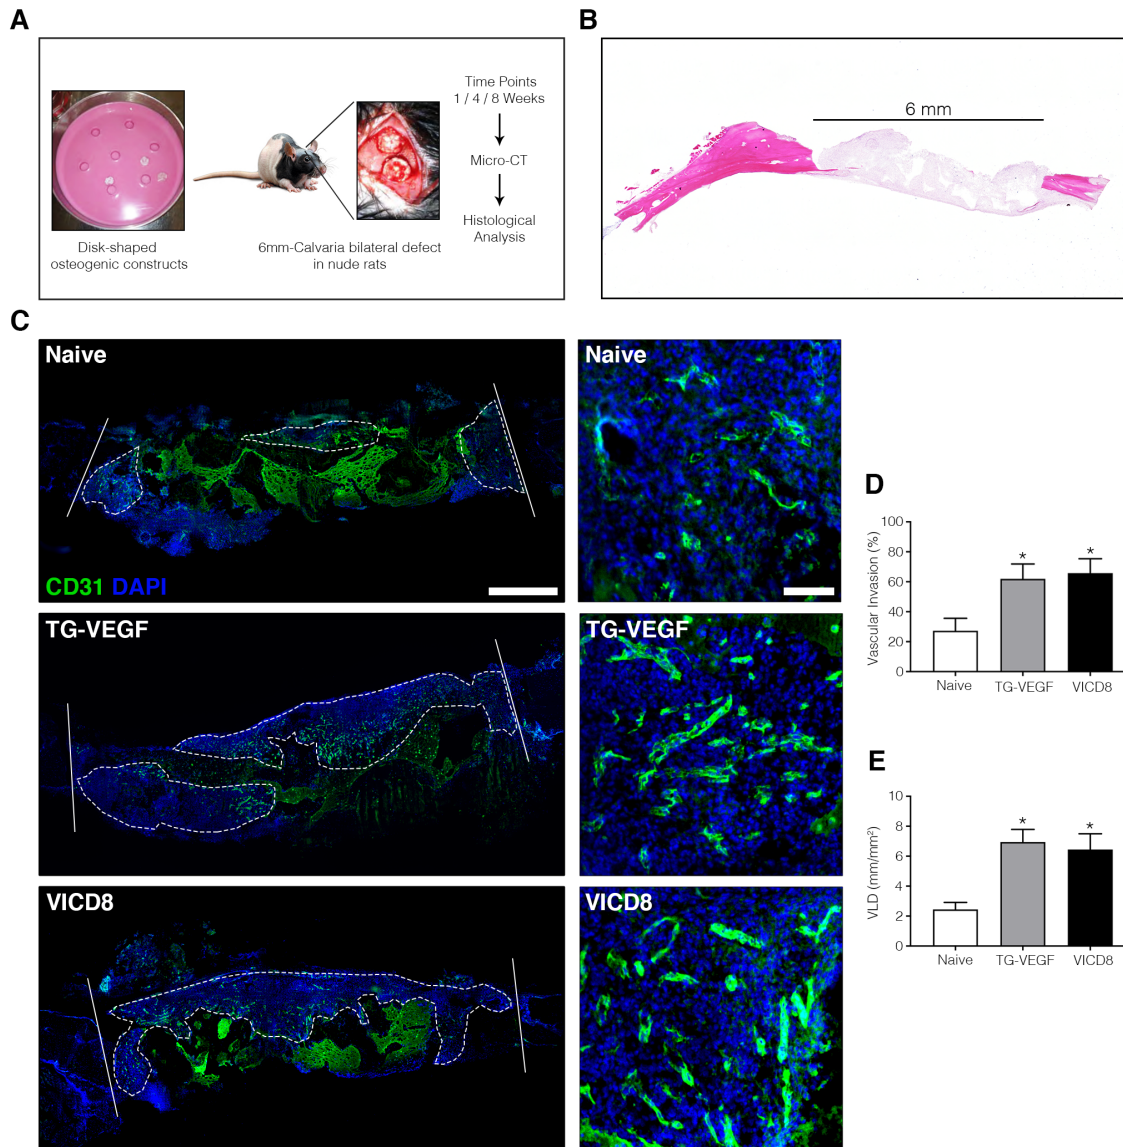 A
Disk-shaped
osteogenic constructs
6mm-Calvaria bilateral defect
in nude rats
Time Points
1 / 4 / 8 Weeks
Micro-CT
Histological
Analysis
B
6 mm
C
Naive
CD31 DAPI
Naive
TG-VEGF
TG-VEGF
VICD8
VICD8
D
Vascular Invasion (%)
100
80
60
40
20
0
*
*
Naive
TG-VEGF
VICD8
E
VLD (mm/mm²)
10
8
6
4
2
0
*
*
Naive
TG-VEGF
VICD8